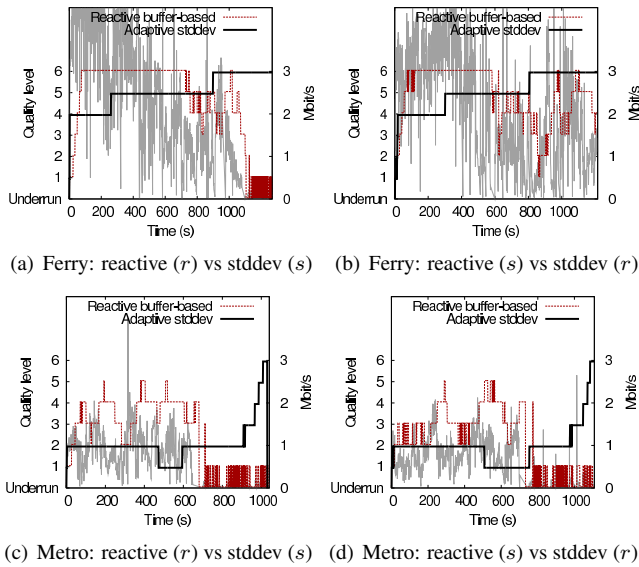 Reactive buffer-based
Adaptive stddev
6
5
4
3
2
1
Underrun
Quality level
3
2
1
0
Mbit/s
0 200 400 600 800 1000
Time (s)
(a) Ferry: reactive (r) vs stddev (s)
Reactive buffer-based
Adaptive stddev
6
5
4
3
2
1
Underrun
Quality level
3
2
1
0
Mbit/s
0 200 400 600 800 1000
Time (s)
(b) Ferry: reactive (s) vs stddev (r)
Reactive buffer-based
Adaptive stddev
6
5
4
3
2
1
Underrun
Quality level
3
2
1
0
Mbit/s
0 200 400 600 800 1000
Time (s)
(c) Metro: reactive (r) vs stddev (s)
Reactive buffer-based
Adaptive stddev
6
5
4
3
2
1
Underrun
Quality level
3
2
1
0
Mbit/s
0 200 400 600 800 1000
Time (s)
(d) Metro: reactive (s) vs stddev (r)